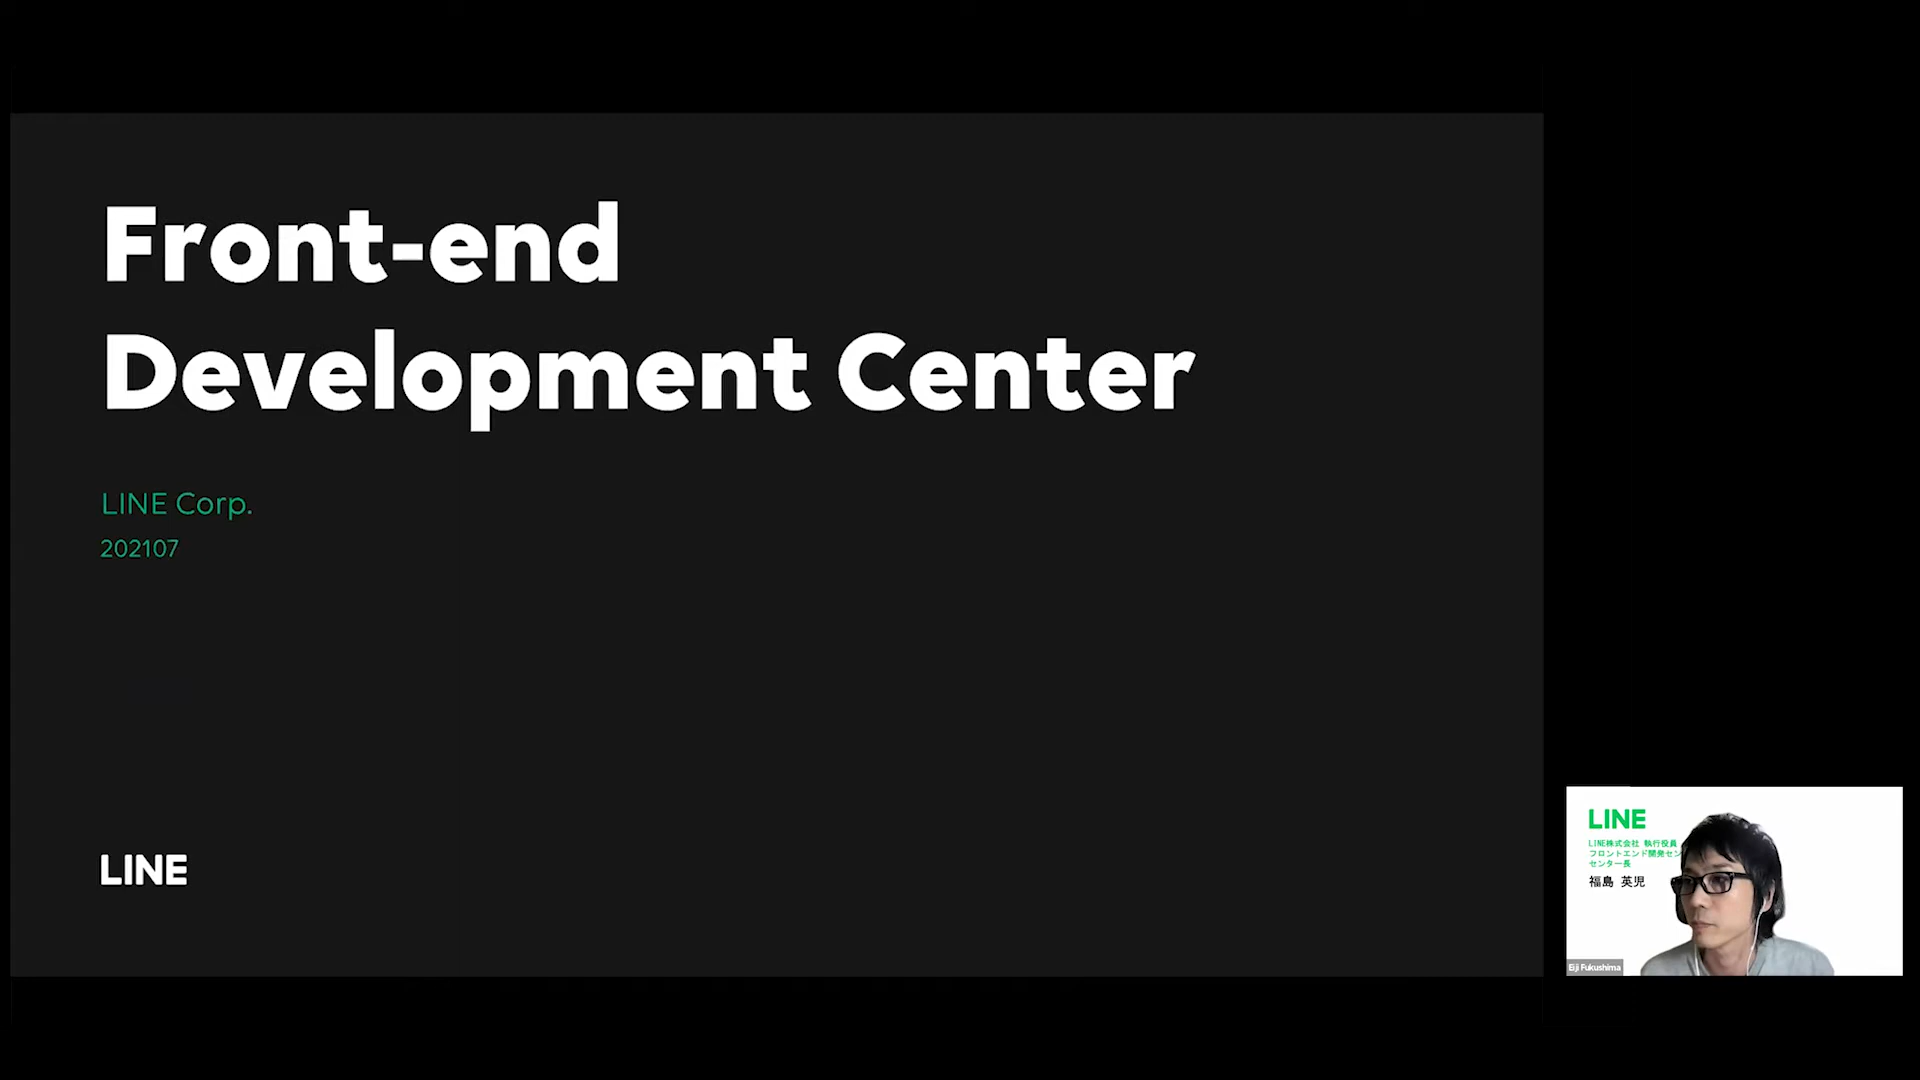 Front-end
Development Center
LINE Corp.
202107
LINE
LINE
LINE株式会社 執行役員
フロントエンド開発セン
センター長
福島 英児
Eiji Fukushima